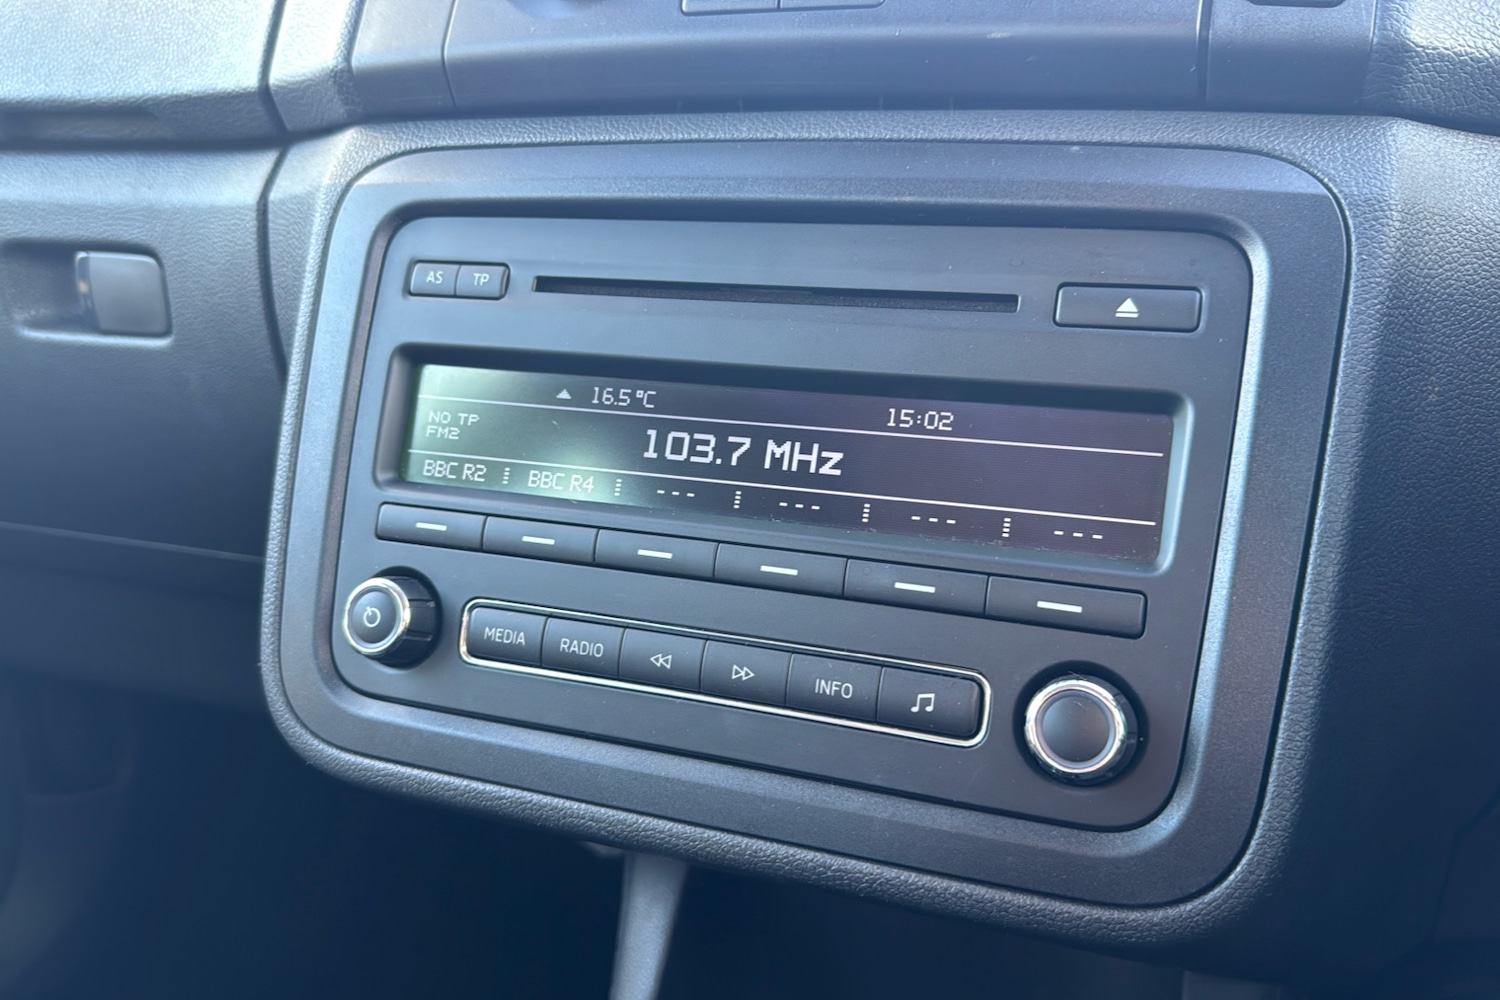 AS TP
16.5°C 15:02
NO TP
FM2
103.7 MHz
BBC R2 BBC R4 --- --- --- ---
MEDIA RADIO INFO